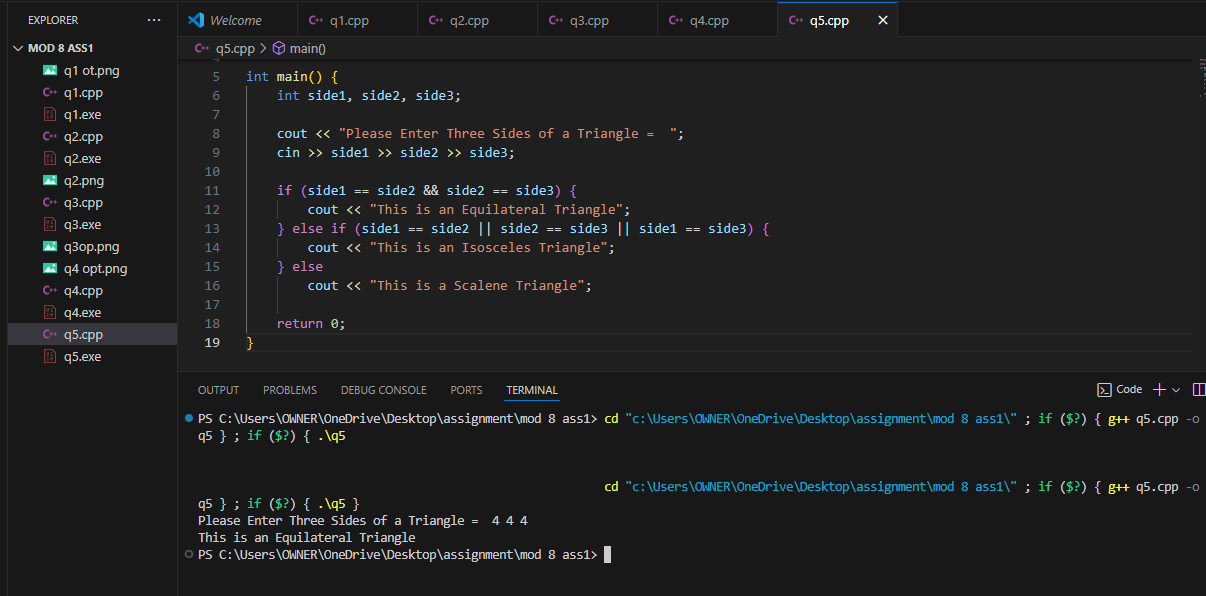 EXPLORER ···
MOD 8 ASS1
q1 ot.png
q1.cpp
q1.exe
q2.cpp
q2.exe
q2.png
q3.cpp
q3.exe
q3op.png
q4 opt.png
q4.cpp
q4.exe
q5.cpp
q5.exe
Welcome q1.cpp q2.cpp q3.cpp q4.cpp q5.cpp
q5.cpp > main()
5 int main() {
6 int side1, side2, side3;
7
8 cout << "Please Enter Three Sides of a Triangle =  ";
9 cin >> side1 >> side2 >> side3;
10
11 if (side1 == side2 && side2 == side3) {
12 cout << "This is an Equilateral Triangle";
13 } else if (side1 == side2 || side2 == side3 || side1 == side3) {
14 cout << "This is an Isosceles Triangle";
15 } else
16 cout << "This is a Scalene Triangle";
17
18 return 0;
19 }
OUTPUT PROBLEMS DEBUG CONSOLE PORTS TERMINAL Code
PS C:\Users\OWNER\OneDrive\Desktop\assignment\mod 8 ass1> cd "c:\Users\OWNER\OneDrive\Desktop\assignment\mod 8 ass1\" ; if ($?) { g++ q5.cpp -o
q5 } ; if ($?) { .\q5
cd "c:\Users\OWNER\OneDrive\Desktop\assignment\mod 8 ass1\" ; if ($?) { g++ q5.cpp -o
q5 } ; if ($?) { .\q5 }
Please Enter Three Sides of a Triangle =  4 4 4
This is an Equilateral Triangle
PS C:\Users\OWNER\OneDrive\Desktop\assignment\mod 8 ass1>